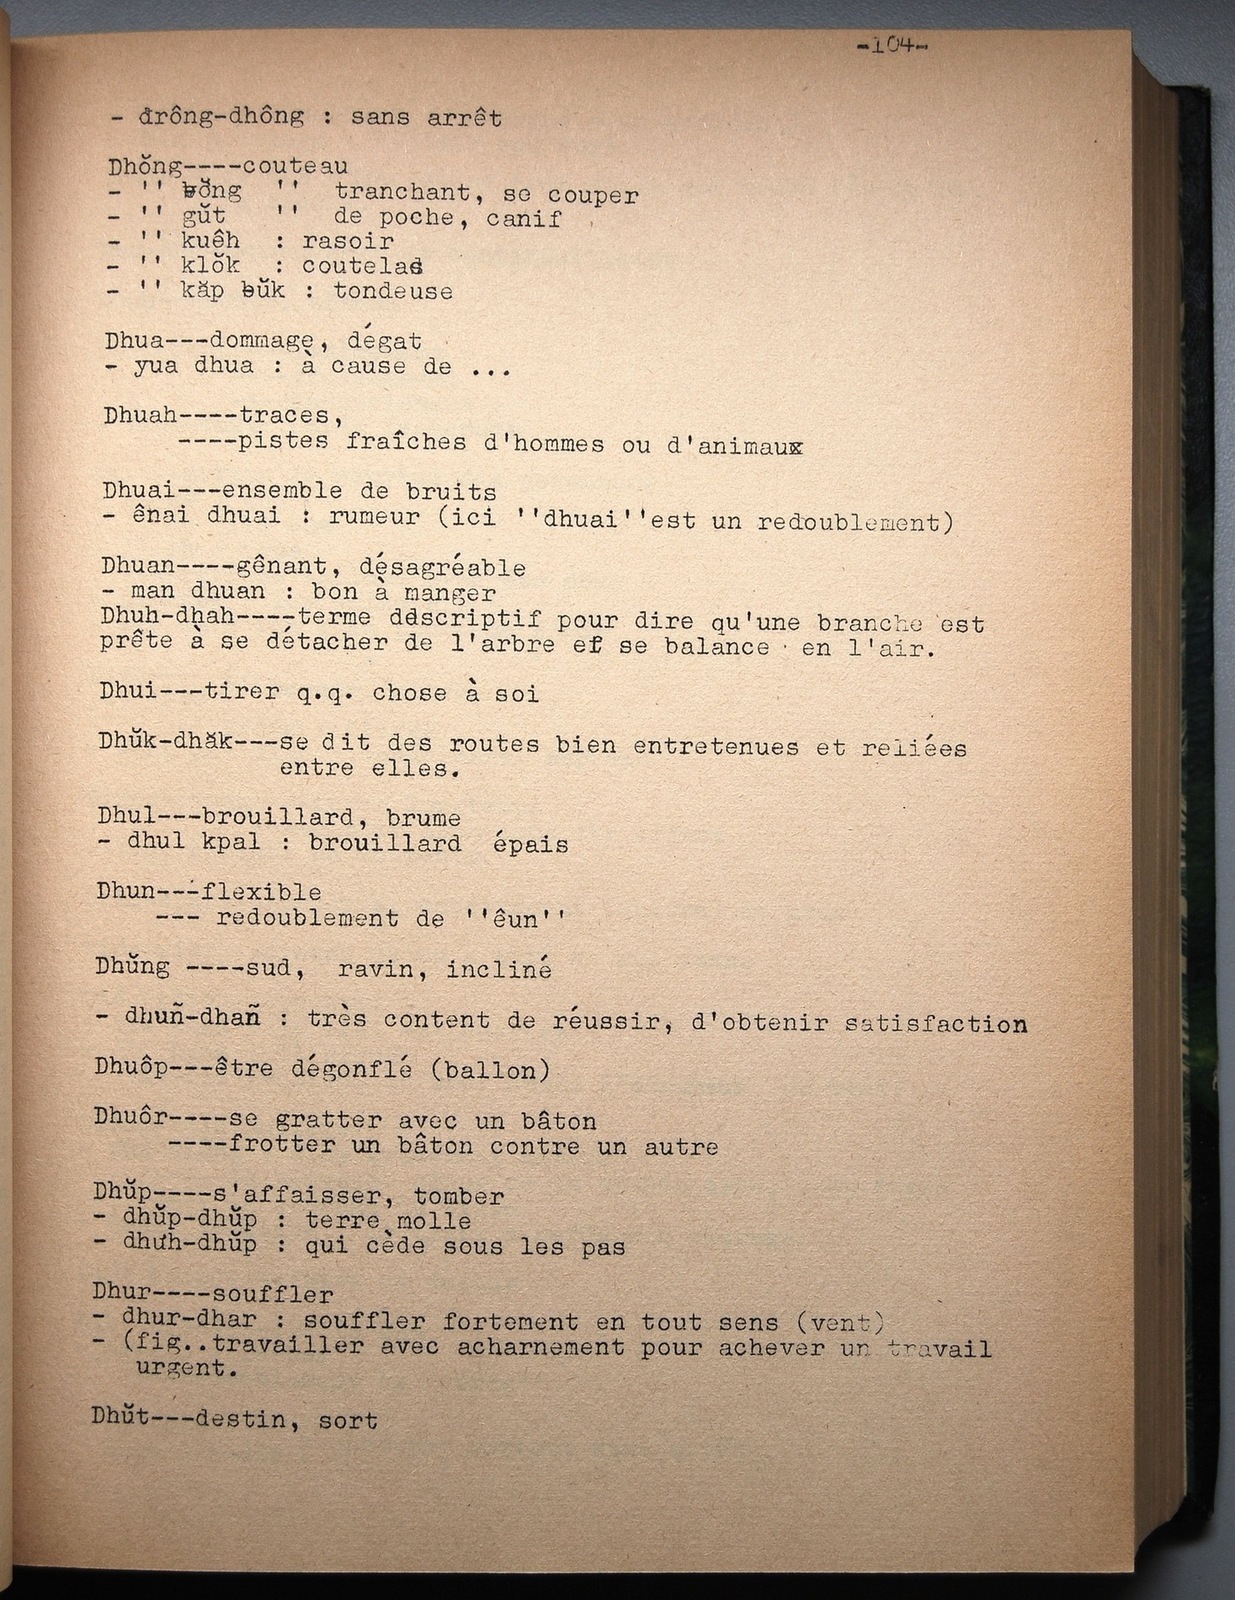 -104-
- đrông-dhông : sans arrêt
Dhŏng----couteau
- '' ƀŏng '' tranchant, se couper
- '' gŭt '' de poche, canif
- '' kuêh : rasoir
- '' klŏk : coutelas
- '' kăp ƀŭk : tondeuse
Dhua---dommage, dégat
- yua dhua : à cause de ...
Dhuah----traces,
----pistes fraîches d'hommes ou d'animaux
Dhuai---ensemble de bruits
- ênai dhuai : rumeur (ici ''dhuai''est un redoublement)
Dhuan----gênant, désagréable
- man dhuan : bon à manger
Dhuh-dhah----terme déscriptif pour dire qu'une branche est
prête à se détacher de l'arbre et se balance en l'air.
Dhui---tirer q.q. chose à soi
Dhŭk-dhăk---se dit des routes bien entretenues et reliées
entre elles.
Dhul---brouillard, brume
- dhul kpal : brouillard épais
Dhun---flexible
--- redoublement de ''êun''
Dhŭng ----sud, ravin, incliné
- dhuñ-dhañ : très content de réussir, d'obtenir satisfaction
Dhuôp---être dégonflé (ballon)
Dhuôr----se gratter avec un bâton
----frotter un bâton contre un autre
Dhŭp----s'affaisser, tomber
- dhŭp-dhŭp : terre molle
- dhŭh-dhŭp : qui cède sous les pas
Dhur----souffler
- dhur-dhar : souffler fortement en tout sens (vent)
- (fig..travailler avec acharnement pour achever un travail
urgent.
Dhŭt---destin, sort